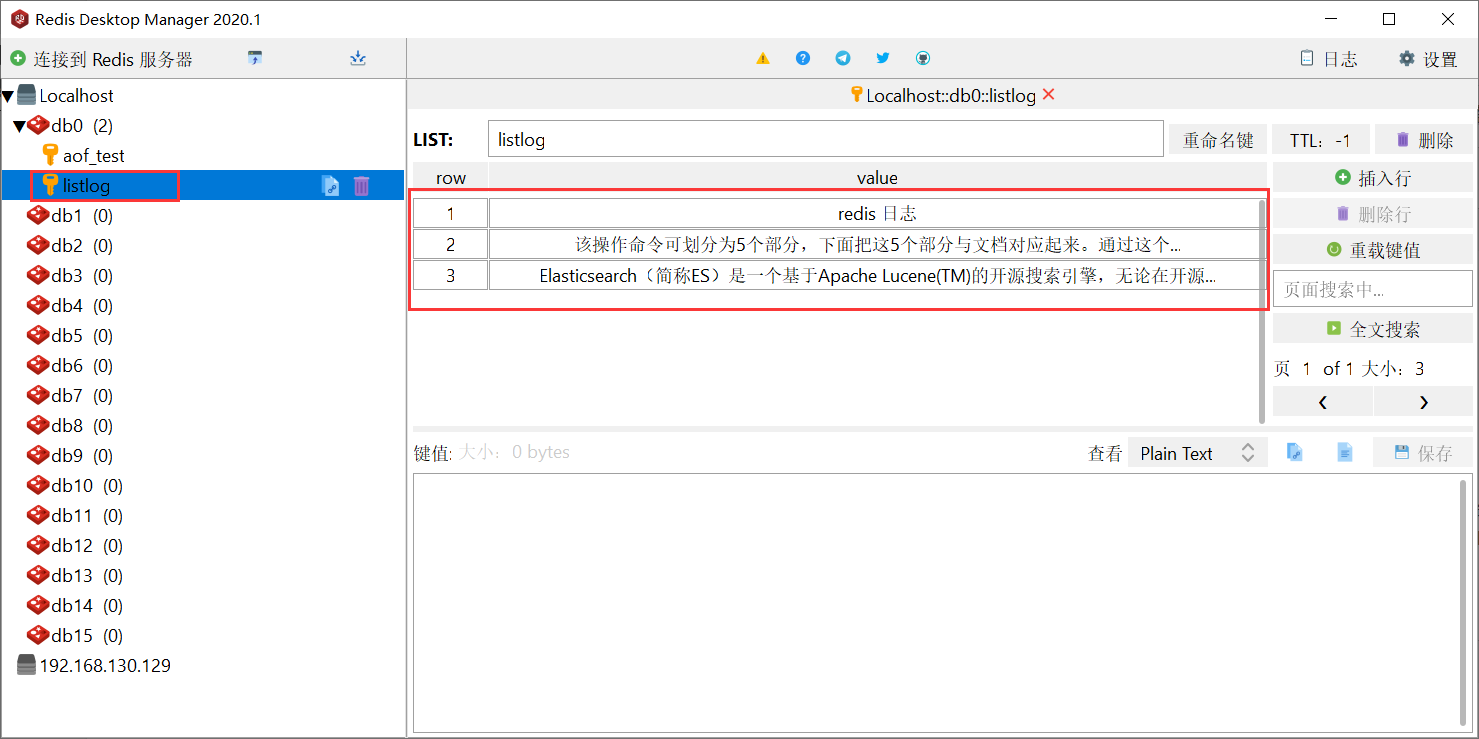 Redis Desktop Manager 2020.1
连接到 Redis 服务器
日志
设置
Localhost
db0 (2)
aof_test
listlog
db1 (0)
db2 (0)
db3 (0)
db4 (0)
db5 (0)
db6 (0)
db7 (0)
db8 (0)
db9 (0)
db10 (0)
db11 (0)
db12 (0)
db13 (0)
db14 (0)
db15 (0)
192.168.130.129
Localhost::db0::listlog
LIST: listlog 重命名键 TTL: -1 删除
row value
1 redis 日志
2 该操作命令可划分为5个部分，下面把这5个部分与文档对应起来。通过这个...
3 Elasticsearch（简称ES）是一个基于Apache Lucene(TM)的开源搜索引擎，无论在开源...
插入行
删除行
重载键值
页面搜索中...
全文搜索
页 1 of 1 大小: 3
键值: 大小: 0 bytes
查看 Plain Text 保存